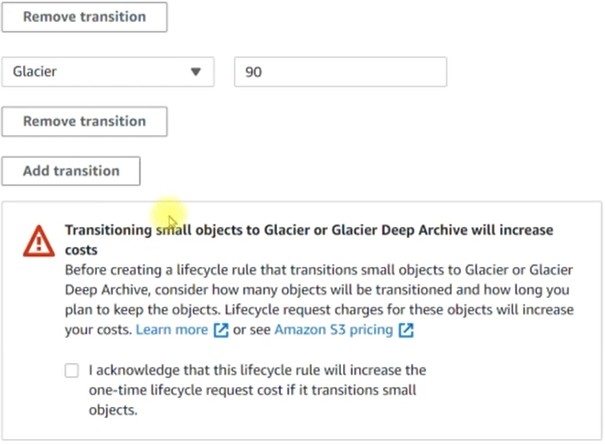 Remove transition
Glacier 90
Remove transition
Add transition
Transitioning small objects to Glacier or Glacier Deep Archive will increase
costs
Before creating a lifecycle rule that transitions small objects to Glacier or Glacier
Deep Archive, consider how many objects will be transitioned and how long you
plan to keep the objects. Lifecycle request charges for these objects will increase
your costs. Learn more or see Amazon S3 pricing
I acknowledge that this lifecycle rule will increase the
one-time lifecycle request cost if it transitions small
objects.